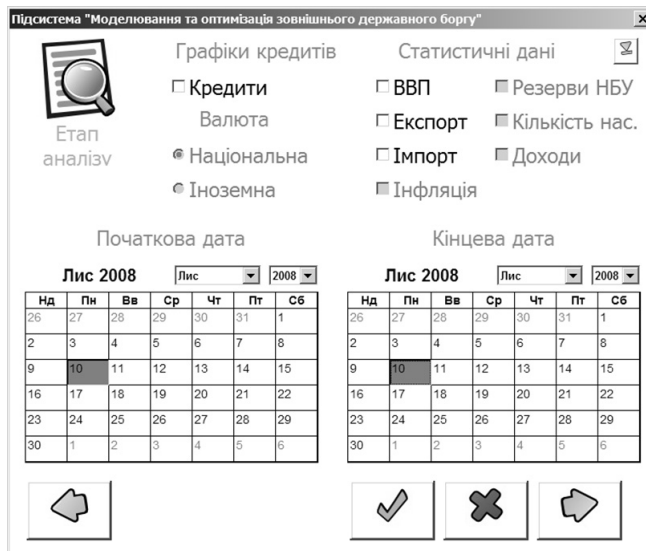 Підсистема "Моделювання та оптимізація зовнішнього державного боргу"
Графіки кредитів
Статистичні дані
Кредити
ВВП
Резерви НБУ
Етап
аналізу
Валюта
Експорт
Кількість нас.
Національна
Імпорт
Доходи
Іноземна
Інфляція
Початкова дата
Кінцева дата
Лис 2008 Лис 2008
Нд Пн Вв Ср Чт Пт Сб
26 27 28 29 30 31 1
2 3 4 5 6 7 8
9 10 11 12 13 14 15
16 17 18 19 20 21 22
23 24 25 26 27 28 29
30 1 2 3 4 5 6
Лис 2008 Лис 2008
Нд Пн Вв Ср Чт Пт Сб
26 27 28 29 30 31 1
2 3 4 5 6 7 8
9 10 11 12 13 14 15
16 17 18 19 20 21 22
23 24 25 26 27 28 29
30 1 2 3 4 5 6